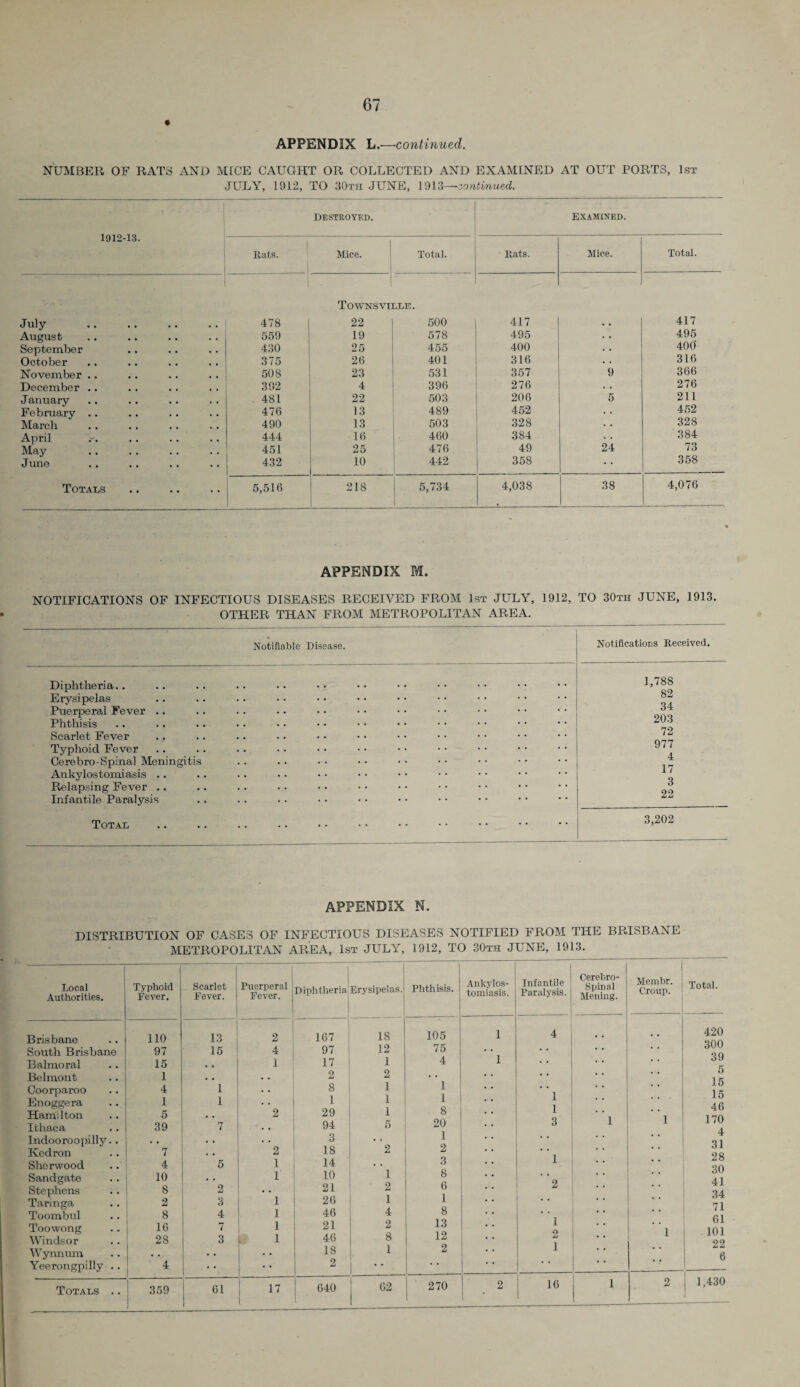 67
APPENDIX L.—continued.
NUMBER OF RATS AND MICE CAUGHT OR COLLECTED AND EXAMINED AT OUT PORTS, 1st
JULY, 1912, TO 30th JUNE, 1913—continued.
1912-13. DESTROYED. EXAMINED.
Rats. Mice. Total. Rats. Mice. Total.
TOWNSVILLE.
July .. .. .. .. 478 22 500 417 .. 417
August .. .. .. .. 559 19 578 495 .. 495
September .. .. .. 430 25 455 400 .. 400
October .. .. .. .. 375 26 401 316 .. 316
November .. .. .. .. 508 23 531 357 9 366
December .. .. .. .. 392 4 396 276 .. 276
January .. .. .. .. 481 22 503 206 5 211
February .. .. .. .. 476 13 489 452 .. 452
March .. .. .. .. 490 13 503 328 .. 328
April .. .. .. .. 444 16 460 384 .. 384
May .. .. .. .. 451 25 476 49 24 73
June .. .. .. .. 432 10 442 358 .. 358
TOTALS .. .. .. 5,516 218 5,734 4,038 38 4,076
APPENDIX M.
NOTIFICATIONS OF INFECTIOUS DISEASES RECEIVED FROM 1st JULY, 1912, TO 30th JUNE, 1913.
OTHER THAN FROM METROPOLITAN AREA.
Notifiable Disease. Notifications Received.
Diphtheria.. .. .. .. .. .. .. .. .. .. .. 1,788
Erysipelas .. .. .. .. .. .. .. .. .. .. 82
Puerperal Fever .. .. .. .. .. .. .. .. .. .. 34
Phthisis .. .. .. .. .. .. .. .. .. .. .. 203
Scarlet Fever .. .. .. .. .. .. .. .. .. .. 72
Typhoid Fever .. .. .. .. .. .. .. .. .. .. 977
Cerebro-Spinal Meningitis .. .. .. .. .. .. .. .. 4
Ankylostomiasis .. .. .. .. .. .. .. .. .. .. 17
Relapsing Fever .. .. .. .. .. .. .. .. .. .. 3
Infantile Paralysis .. .. .. .. .. .. .. .. .. 22
TOTAL .. .. .. .. .. .. .. .. .. .. 3,202
APPENDIX N.
DISTRIBUTION OF CASES OF INFECTIOUS DISEASES NOTIFIED FROM THE BRISBANE
METROPOLITAN AREA, 1st JULY, 1912, TO 30th JUNE, 1913.
Local Authorities. Typhoid Fever. Scarlet Fever. Puerperal Fever. Diphtheria Erysipelas. Phthisis. Ankylos-tomiasis. Infantile Paralysis. Cerebro-Spinal Mening. Membr. Croup. Total.
Brisbane .. 110 13 2 167 18 105 1 4 .. .. 420
South Brisbane 97 15 4 97 12 75 .. .. .. .. 300
Balmoral .. 15 .. 1 17 1 4 1 .. .. .. 39
Belmont .. 1 .. .. 2 2 .. .. .. .. .. 5
Coorparoo .. 4 1 .. 8 1 1 .. .. .. .. 15
Enoggera .. 1 1 .. 1 1 1 .. 1 .. .. 15
Hamilton .. 5 .. 2 29 1 8 .. 1 .. .. 46
Ithaca .. 39 7 .. 94 5 20 .. 3 1 1 170
Indooroopilly.. .. .. .. 3 .. 1 .. .. .. .. 4
Kedron .. 7 .. 2 18 2 2 .. .. .. .. 31
Sherwood .. 4 5 1 14 .. 3 .. 1 .. .. 28
Sandgate .. 10 .. 1 10 1 8 .. .. .. .. 30
Stephens .. 8 2 .. 21 2 6 .. 2 .. .. 41
Taringa .. 2 3 1 26 1 1 .. .. .. .. 34
Toombul .. 8 4 1 46 4 8 .. .. .. .. 71
Toowong .. 16 7 1 21 2 13 .. 1 .. .. 61
Windsor .. 28 3 1 46 8 12 .. 2 .. 1 101
Wynnum .. .. .. .. 18 1 2 .. 1 .. .. 22
Yeerongpilly .. 4 .. .. 2 .. .. .. .. .. .. 6
TOTALS .. 359 61 17 640 62 270 2 16 1 2 1,430